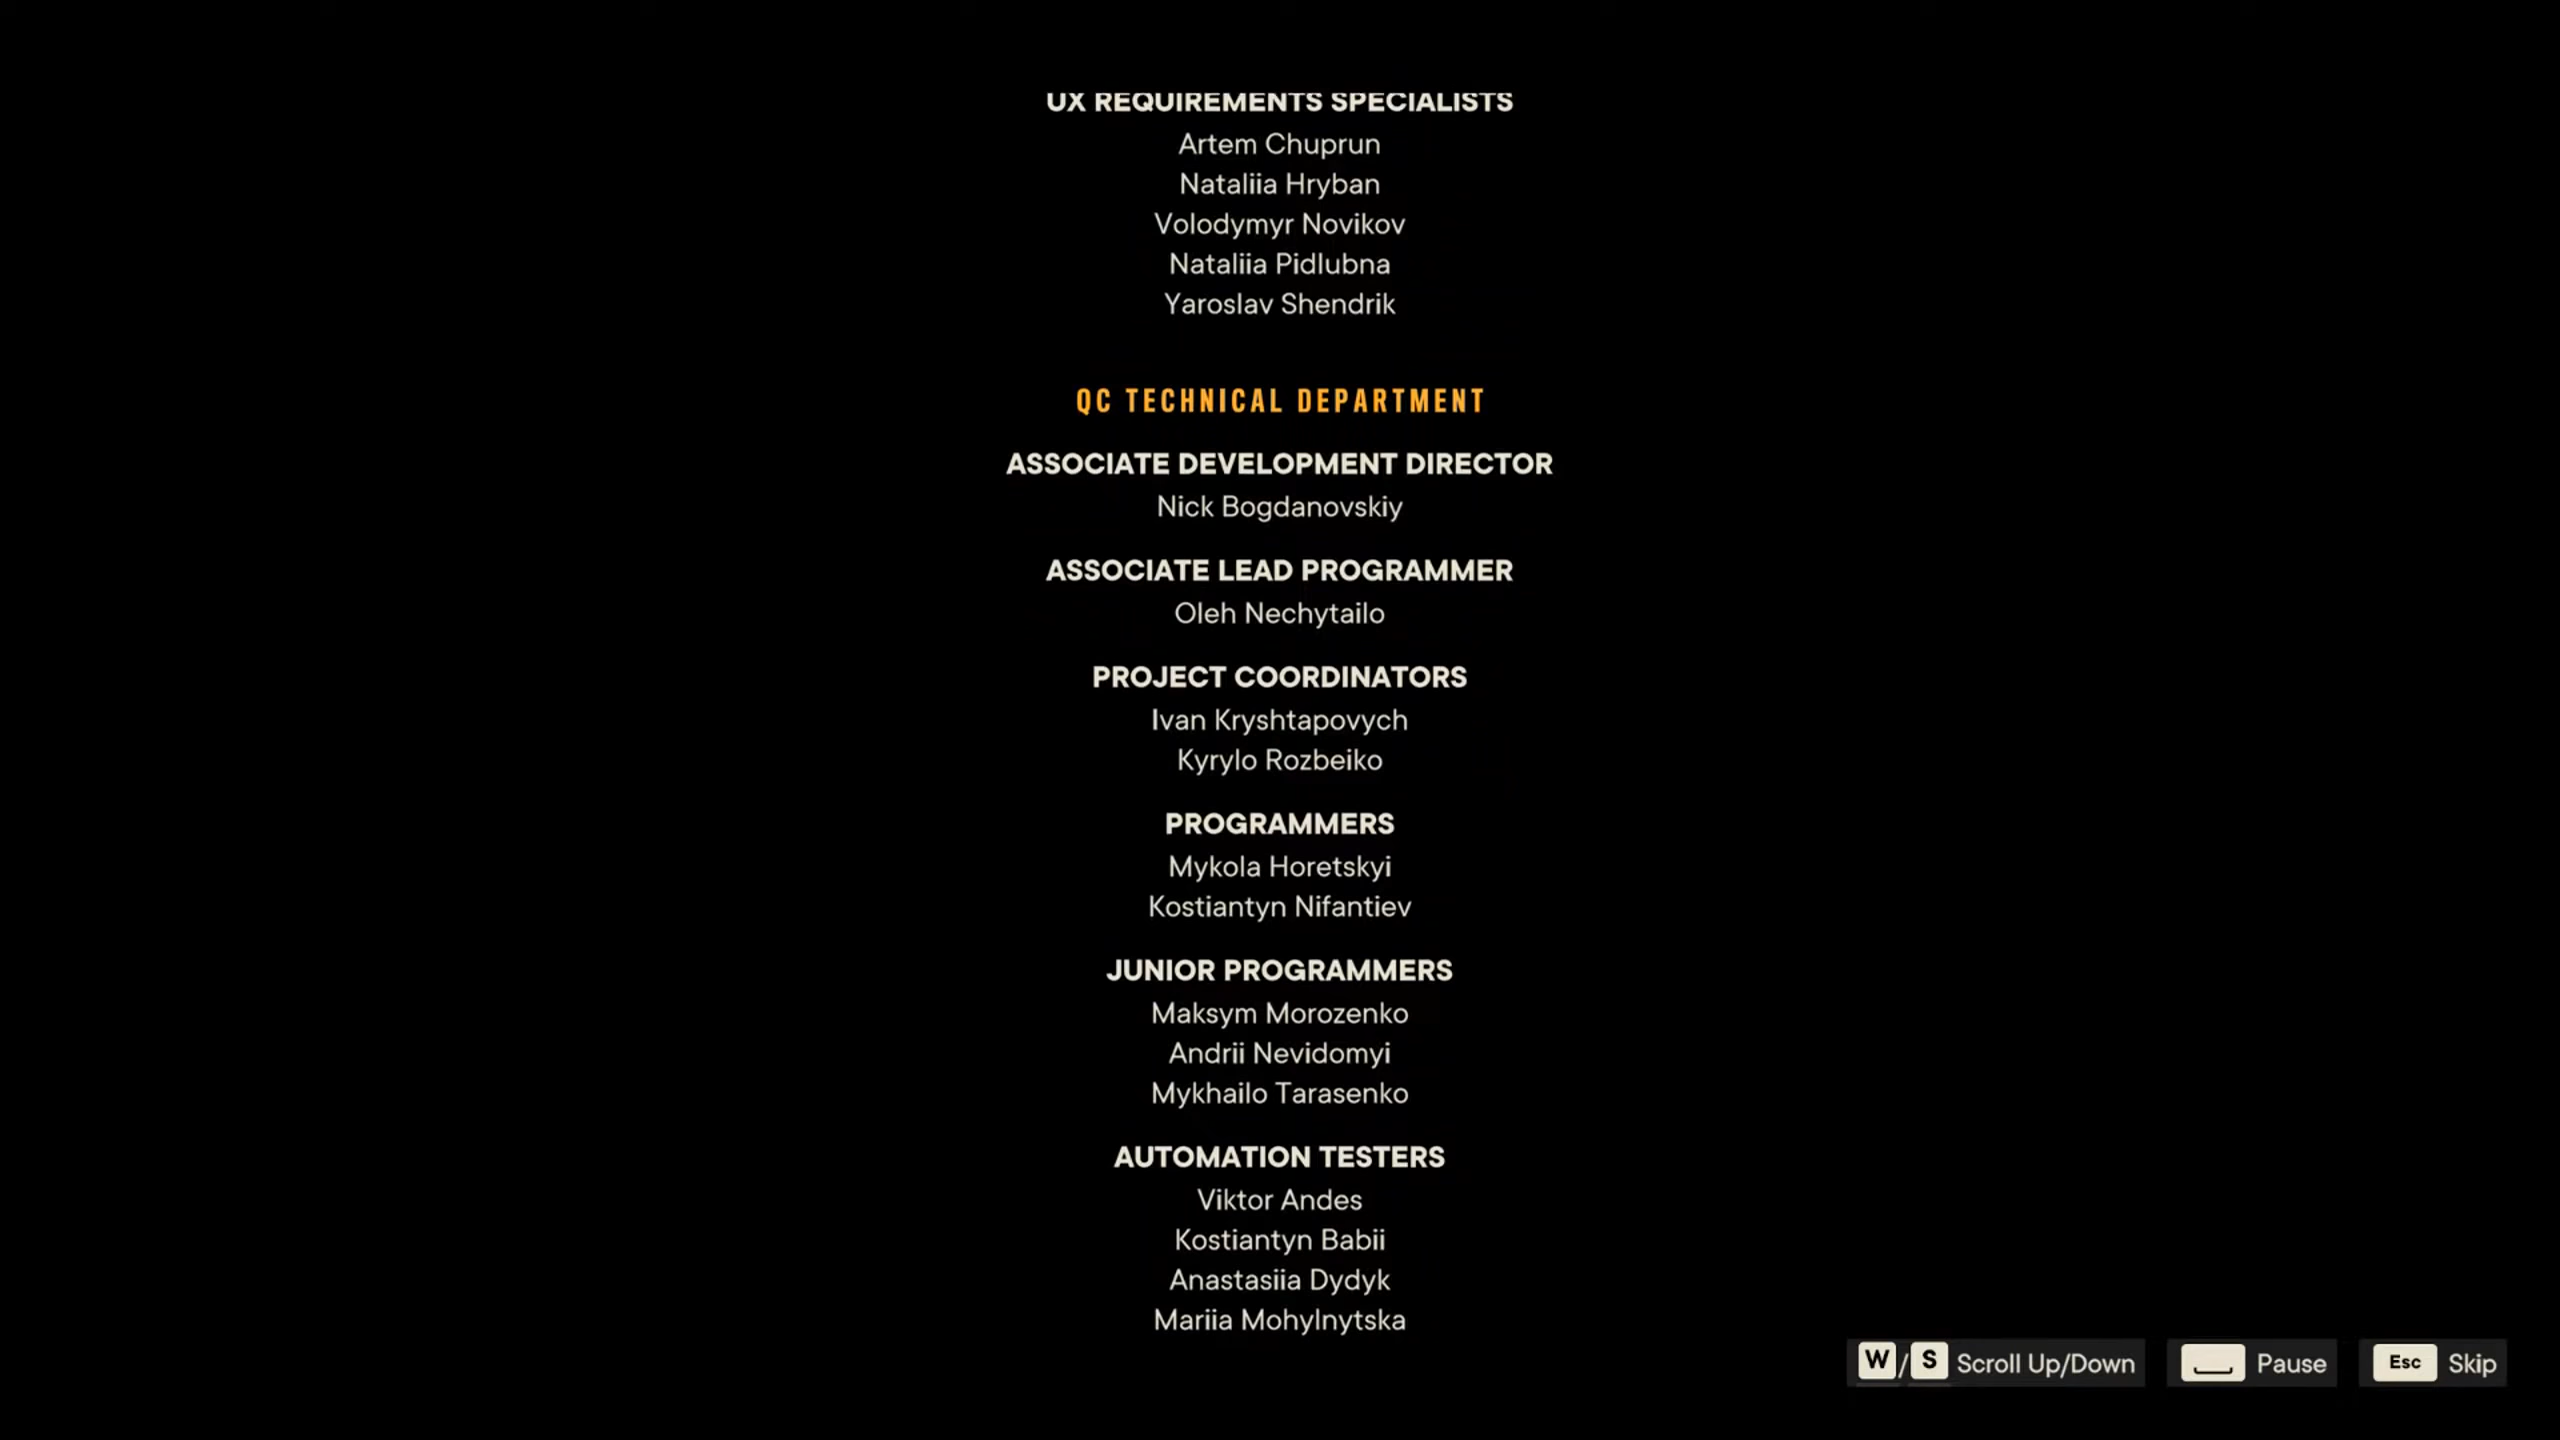 UX REQUIREMENTS SPECIALISTS
Artem Chuprun
Nataliia Hryban
Volodymyr Novikov
Nataliia Pidlubna
Yaroslav Shendrik
QC TECHNICAL DEPARTMENT
ASSOCIATE DEVELOPMENT DIRECTOR
Nick Bogdanovskiy
ASSOCIATE LEAD PROGRAMMER
Oleh Nechytailo
PROJECT COORDINATORS
Ivan Kryshtapovych
Kyrylo Rozbeiko
PROGRAMMERS
Mykola Horetskyi
Kostiantyn Nifantiev
JUNIOR PROGRAMMERS
Maksym Morozenko
Andrii Nevidomyi
Mykhailo Tarasenko
AUTOMATION TESTERS
Viktor Andes
Kostiantyn Babii
Anastasiia Dydyk
Mariia Mohylnytska
W/S Scroll Up/Down Pause Esc Skip